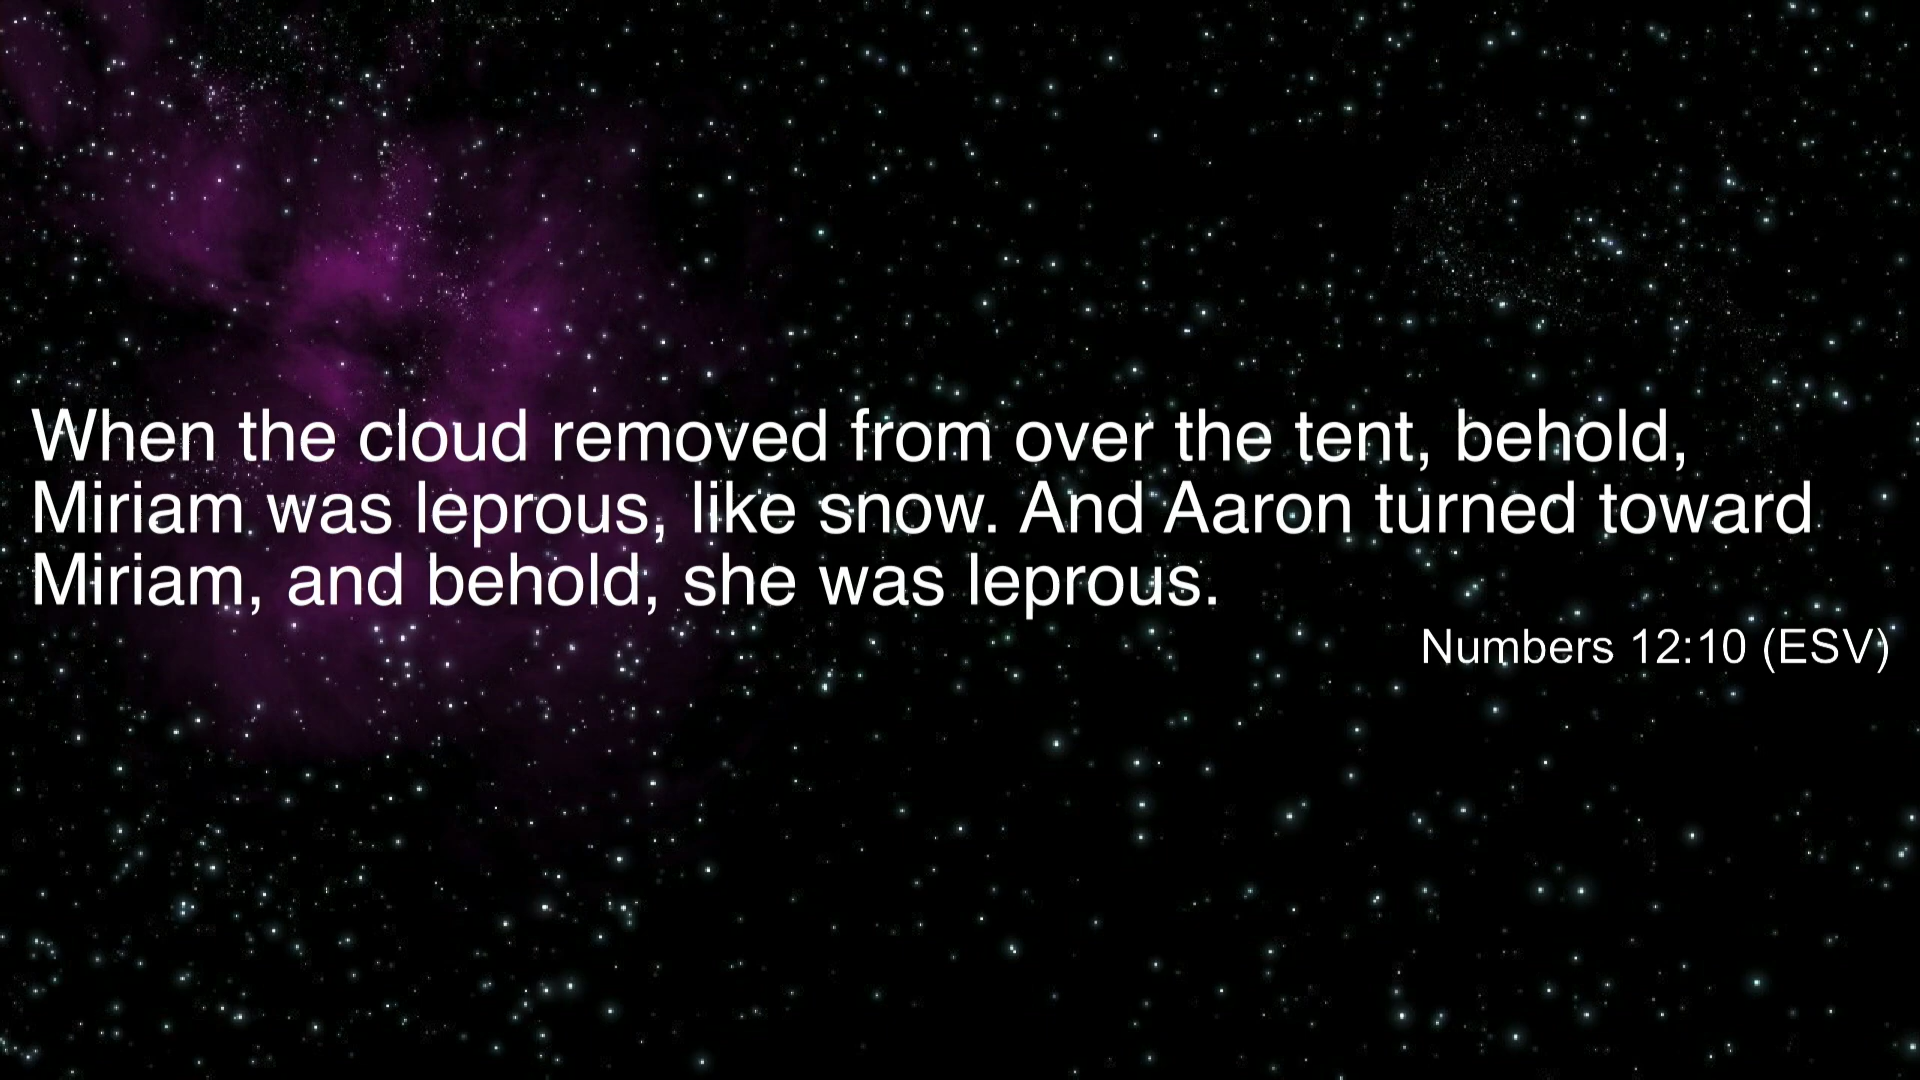 When the cloud removed from over the tent, behold,
Miriam was leprous, like snow. And Aaron turned toward
Miriam, and behold, she was leprous.
Numbers 12:10 (ESV)